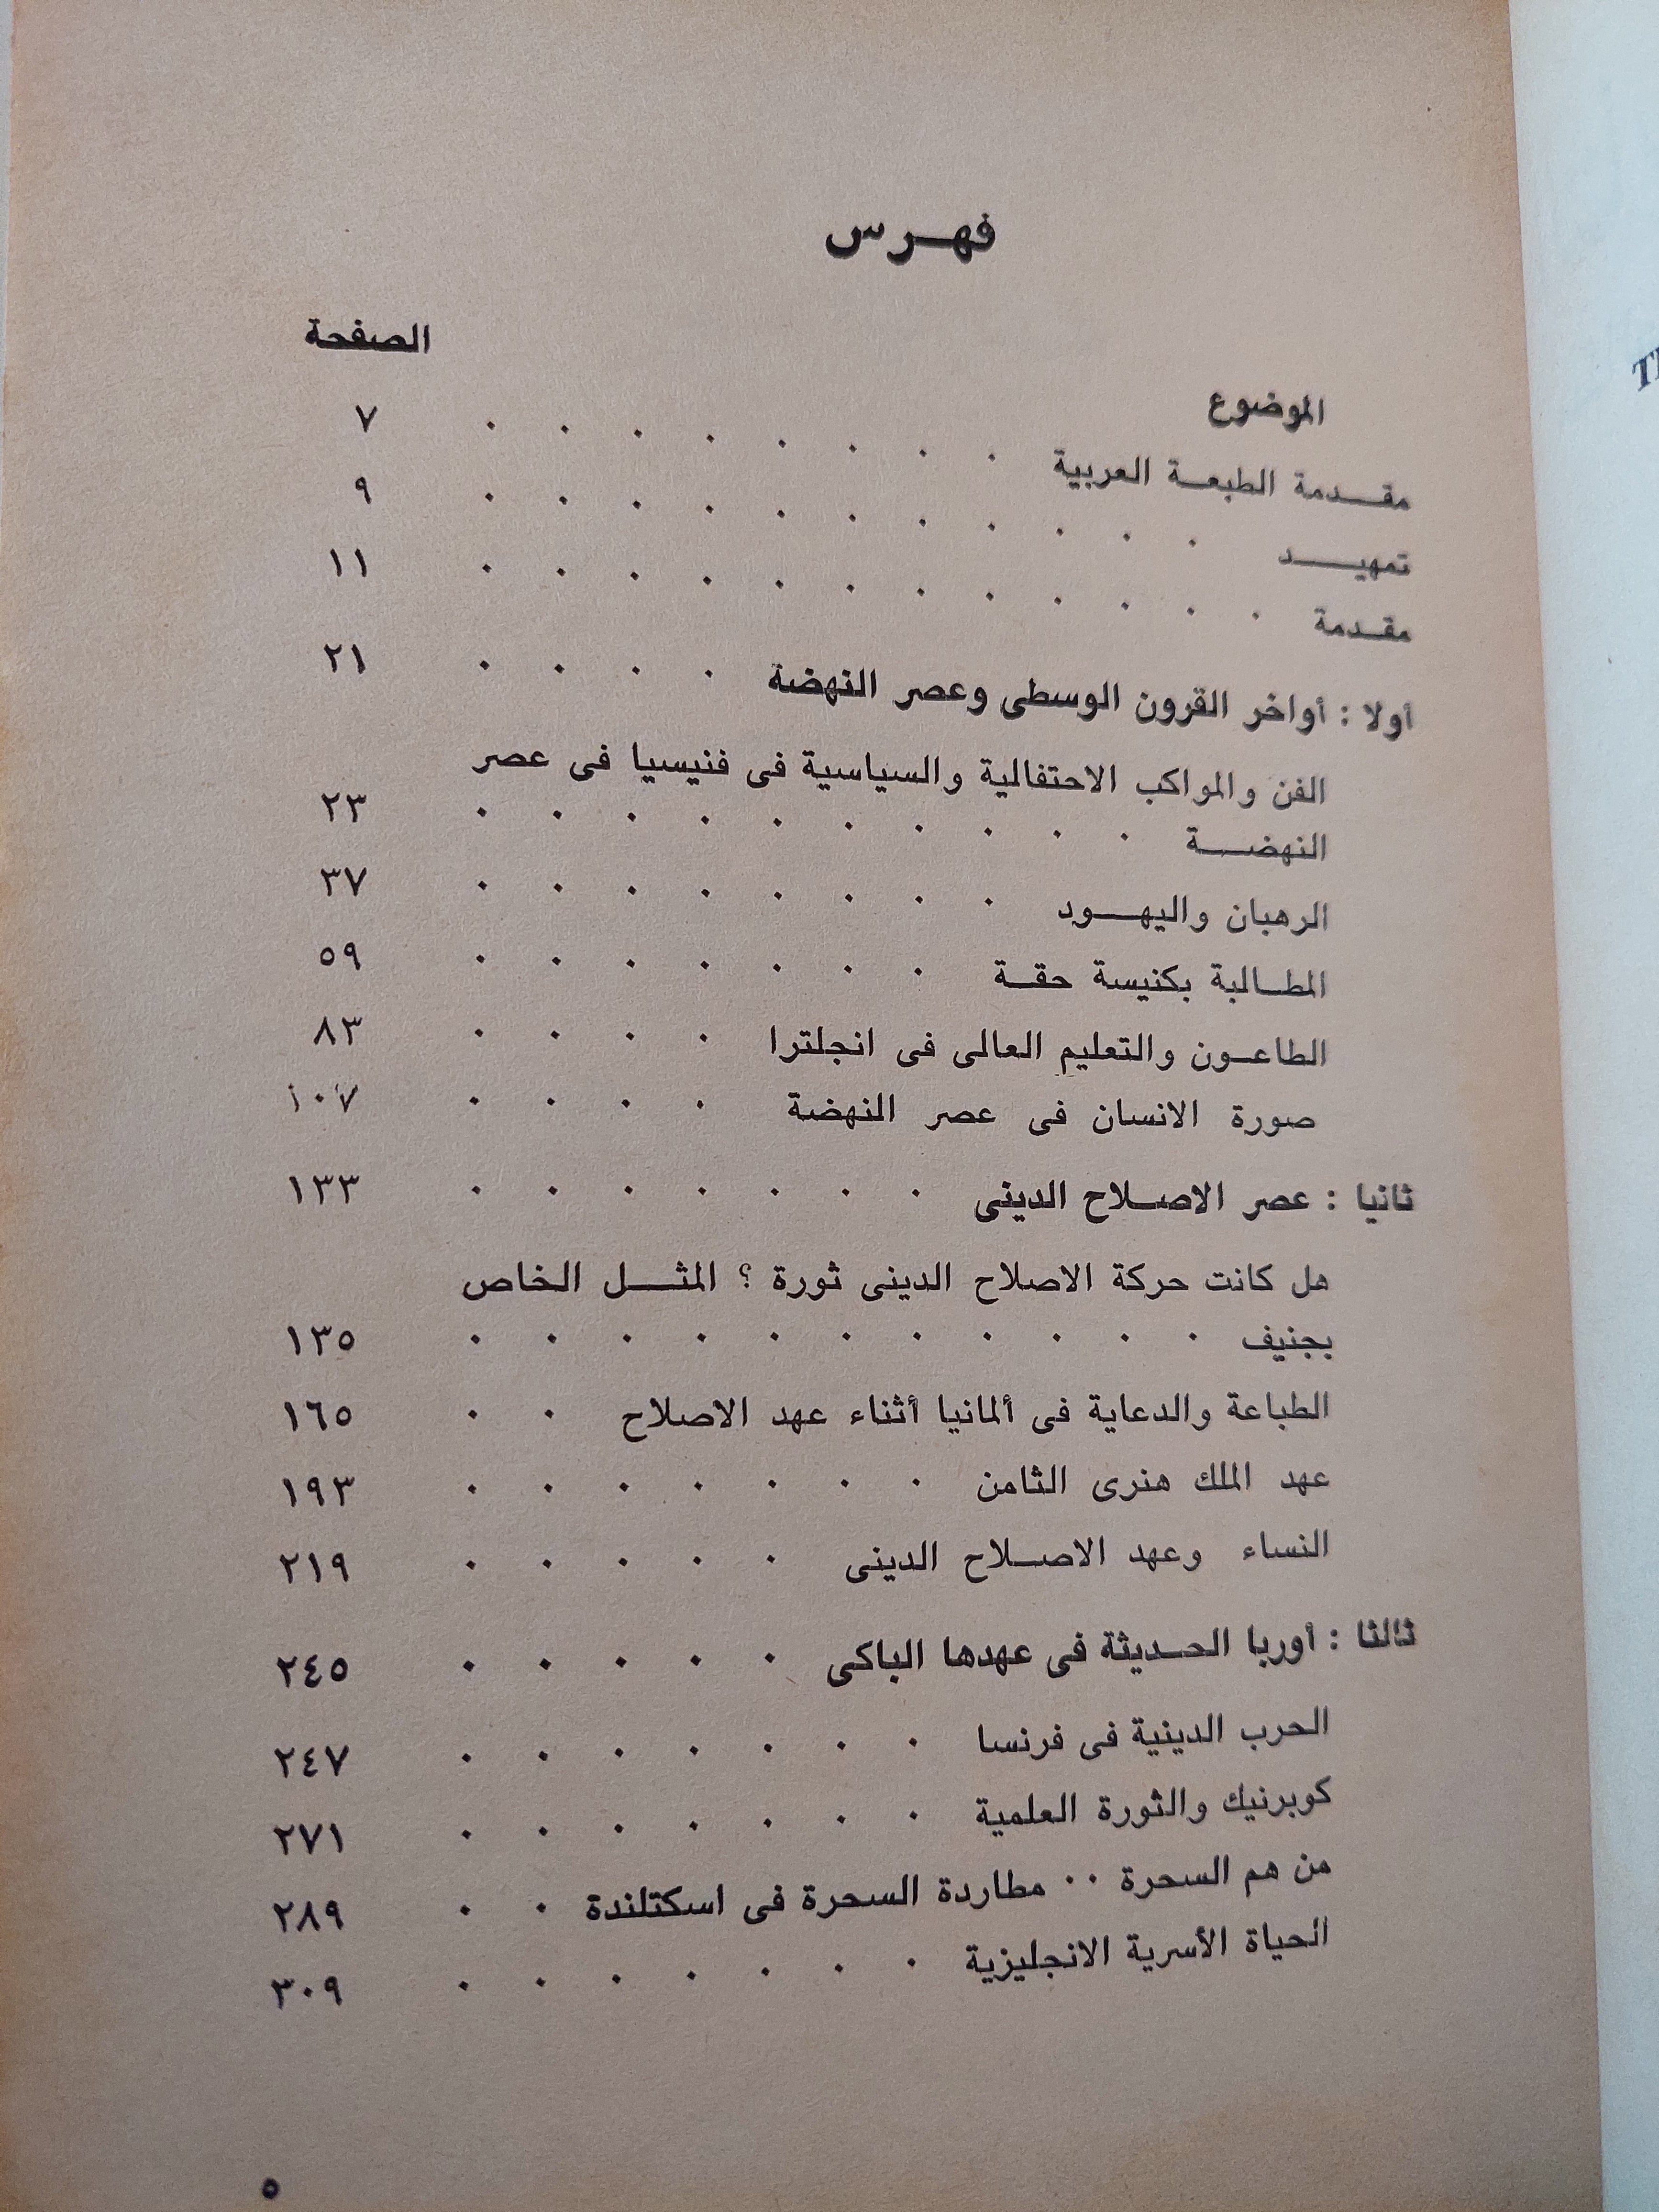 فهرس
الصفحة
الموضوع
مقدمة الطبعة العربية . . . . . . . . ٧
تمهيد . . . . . . . . . . . ٩
مقدمة . . . . . . . . . . . . ١١
أولا : أواخر القرون الوسطى وعصر النهضة . . . . ٢١
الفن والمواكب الاحتفالية والسياسية فى فنيسيا فى عصر
النهضة . . . . . . . . . . ٢٣
الرهبان واليهود . . . . . . . . ٣٧
المطالبة بكنيسة حقة . . . . . . . ٥٩
الطاعون والتعليم العالى فى انجلترا . . . . ٨٣
صورة الانسان فى عصر النهضة . . . . ١٠٧
ثانيا : عصر الاصلاح الدينى . . . . . . . ١٣٣
هل كانت حركة الاصلاح الدينى ثورة ؟ المثل الخاص
بجنيف . . . . . . . . . . . ١٣٥
الطباعة والدعاية فى ألمانيا أثناء عهد الاصلاح . . ١٦٥
عهد الملك هنرى الثامن . . . . . . . ١٩٣
النساء وعهد الاصلاح الدينى . . . . . ٢١٩
ثالثا : أوربا الحديثة فى عهدها الباكى . . . . . ٢٤٥
الحرب الدينية فى فرنسا . . . . . . . ٢٤٧
كوبرنيك والثورة العلمية . . . . . . . ٢٧١
من هم السحرة .. مطاردة السحرة فى اسكتلندة . . ٢٨٩
الحياة الأسرية الانجليزية . . . . . . . ٣٠٩
٥